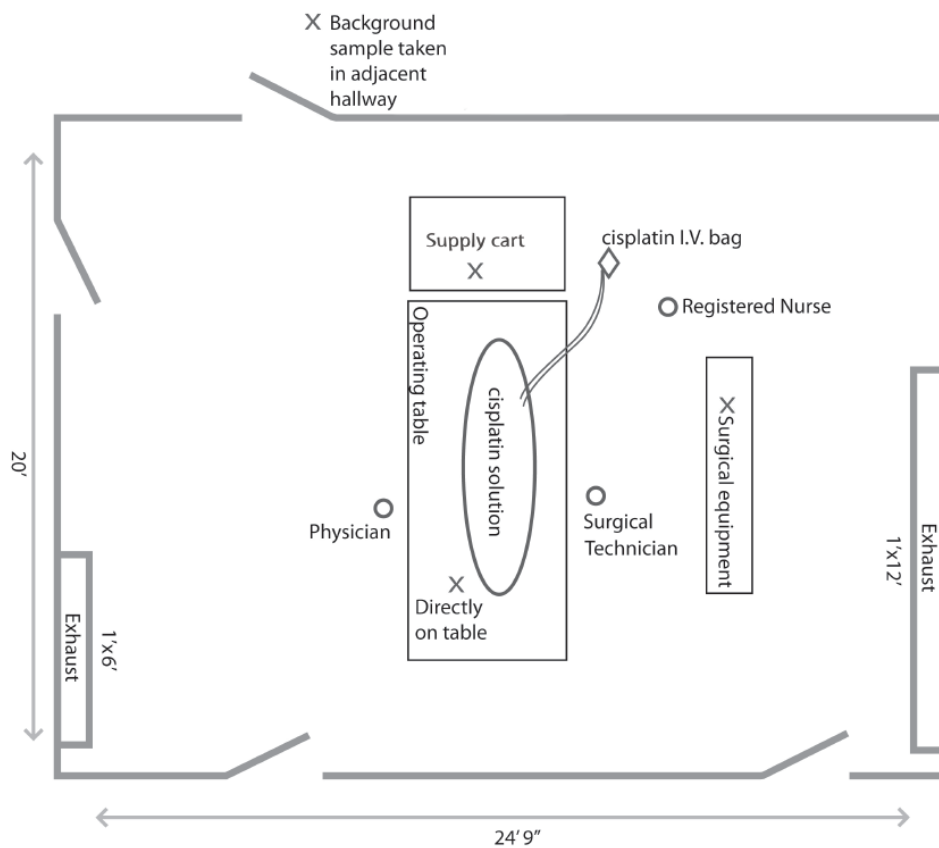 X Background
sample taken
in adjacent
hallway
Supply cart
X
cisplatin I.V. bag
Registered Nurse
Operating table
cisplatin solution
X
Surgical equipment
20’
Physician
Surgical
Technician
Exhaust
1’x12’
X
Directly
on table
Exhaust
1’x6’
24’ 9”